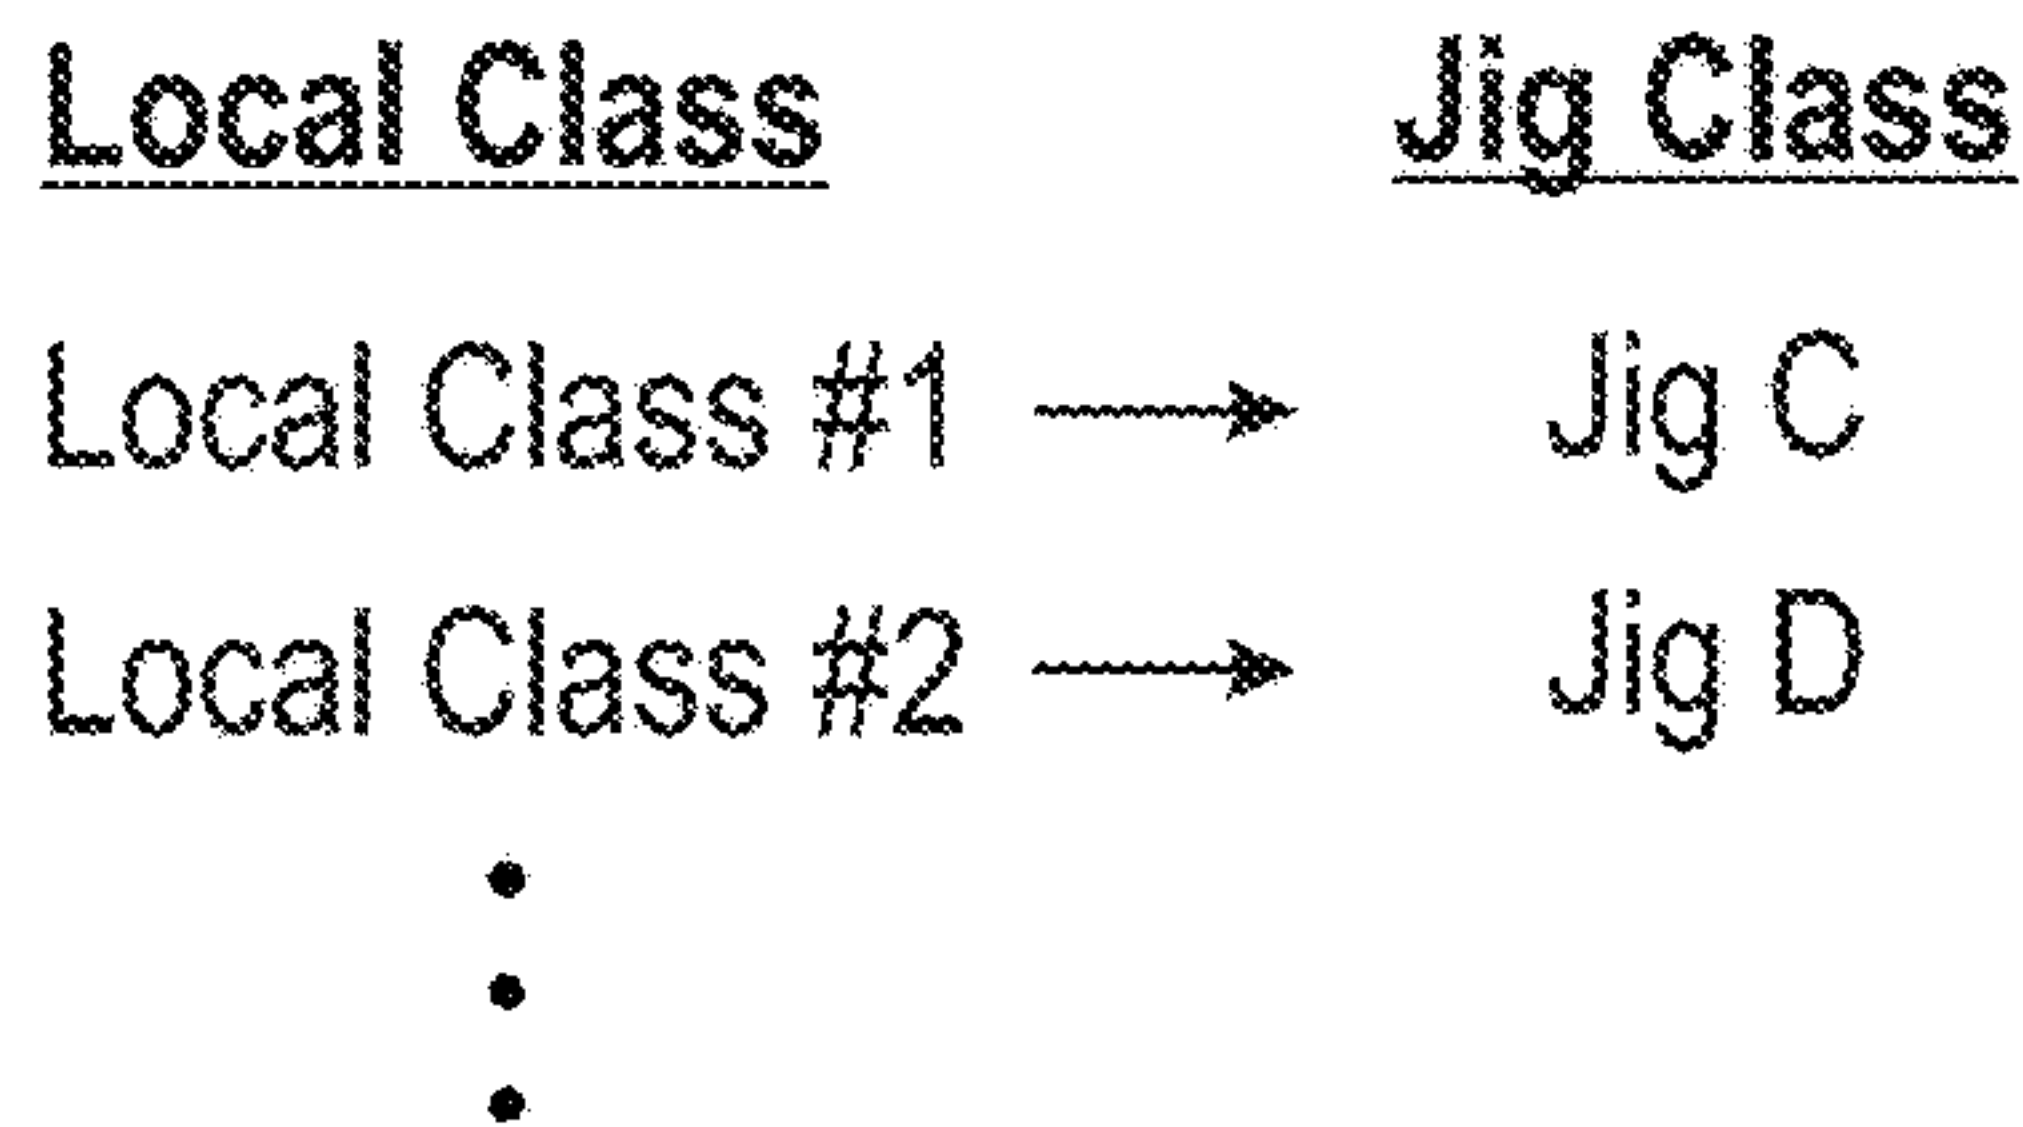 Local Class Jig Class
Local Class #1 → Jig C
Local Class #2 → Jig D